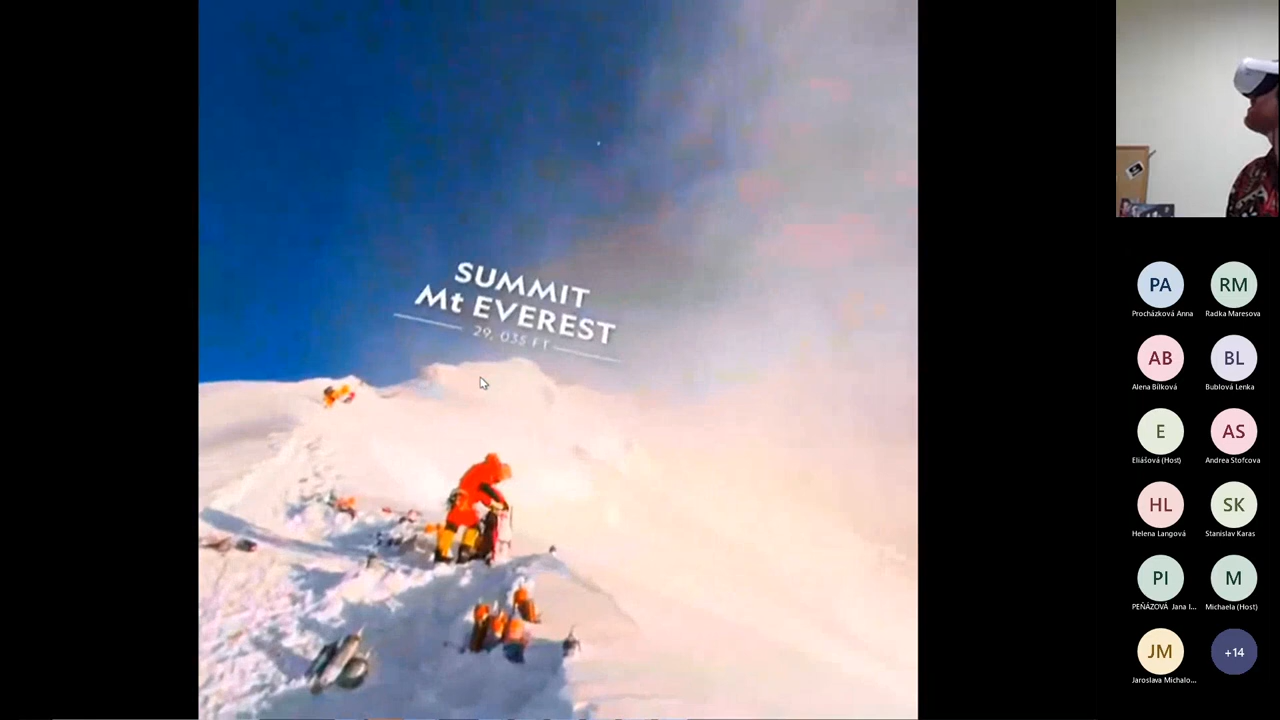 SUMMIT
Mt EVEREST
29, 035 FT
PA
RM
Procházková Anna
Radka Maresova
AB
BL
Alena Bílková
Bublová Lenka
E
AS
Eliášová (Host)
Andrea Stofcova
HL
SK
Helena Langová
Stanislav Karas
PI
M
PEŇÁZOVÁ Jana I...
Michaela (Host)
JM
+14
Jaroslava Michalo...